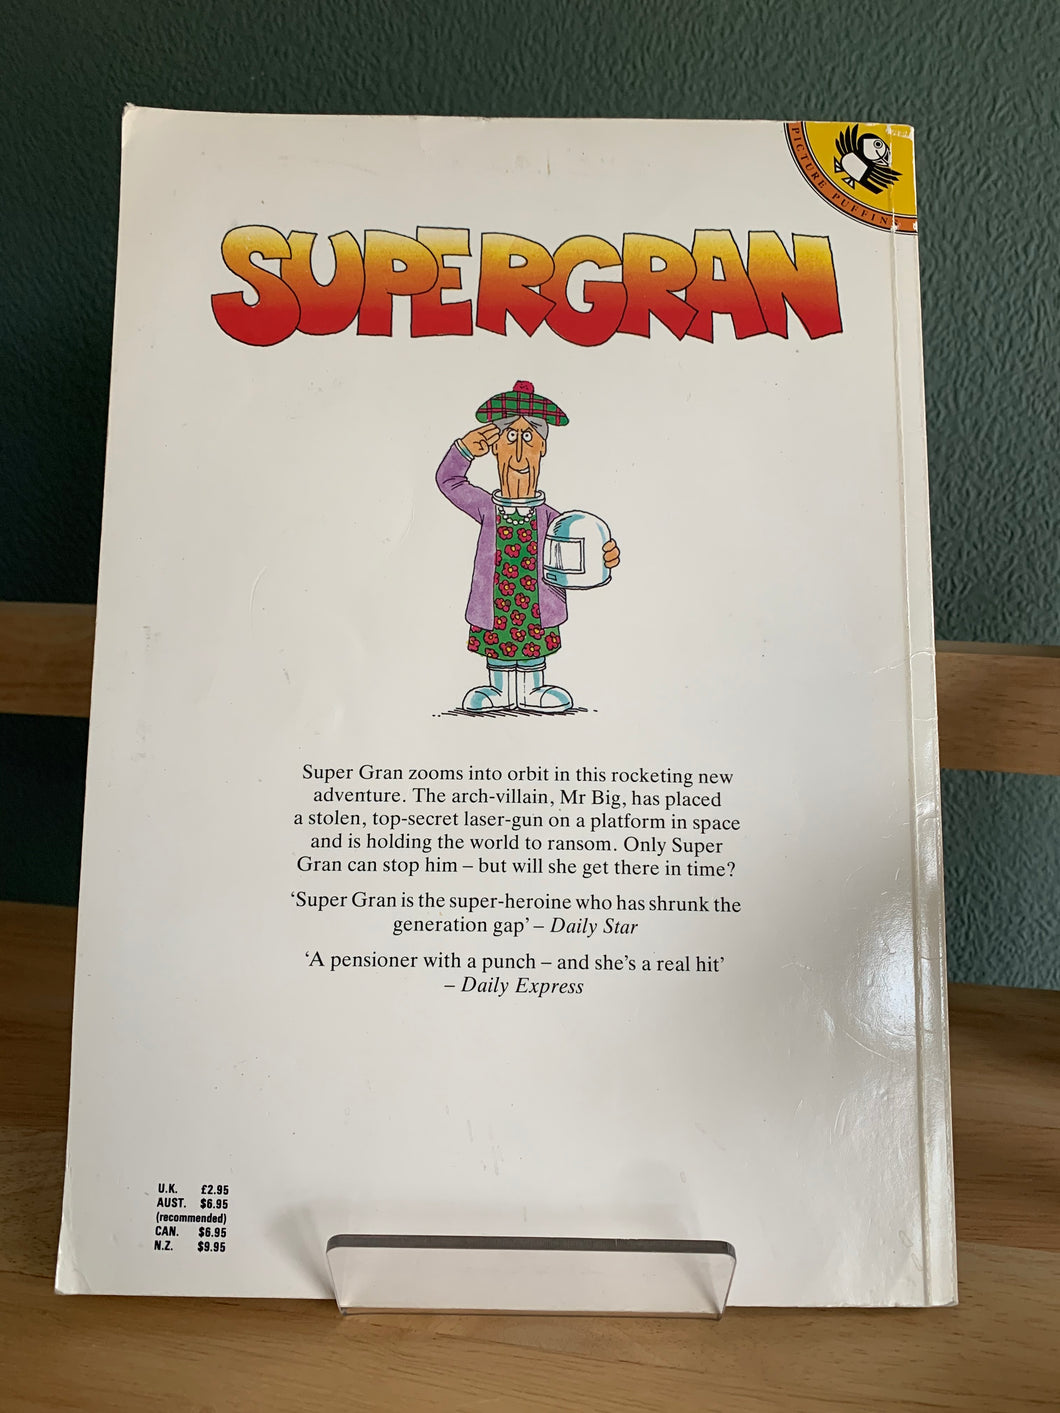 PICTURE PUFFINS
SUPERGRAN
Super Gran zooms into orbit in this rocketing new
adventure. The arch-villain, Mr Big, has placed
a stolen, top-secret laser-gun on a platform in space
and is holding the world to ransom. Only Super
Gran can stop him – but will she get there in time?
‘Super Gran is the super-heroine who has shrunk the
generation gap’ – Daily Star
‘A pensioner with a punch – and she’s a real hit’
– Daily Express
U.K. £2.95
AUST. $6.95
(recommended)
CAN. $6.95
N.Z. $9.95